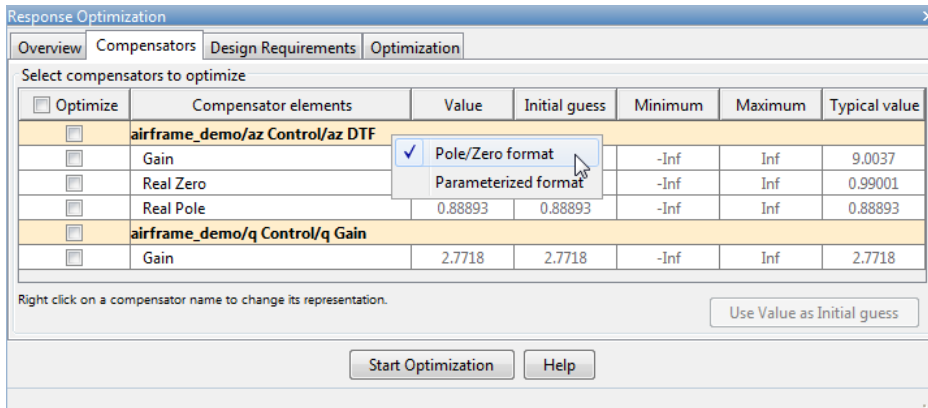 Response Optimization
Overview Compensators Design Requirements Optimization
Select compensators to optimize
Optimize Compensator elements Value Initial guess Minimum Maximum Typical value
airframe_demo/az Control/az DTF
Pole/Zero format
Gain -Inf Inf 9.0037
Parameterized format
Real Zero -Inf Inf 0.99001
Real Pole 0.88893 0.88893 -Inf Inf 0.88893
airframe_demo/q Control/q Gain
Gain 2.7718 2.7718 -Inf Inf 2.7718
Right click on a compensator name to change its representation.
Use Value as Initial guess
Start Optimization Help